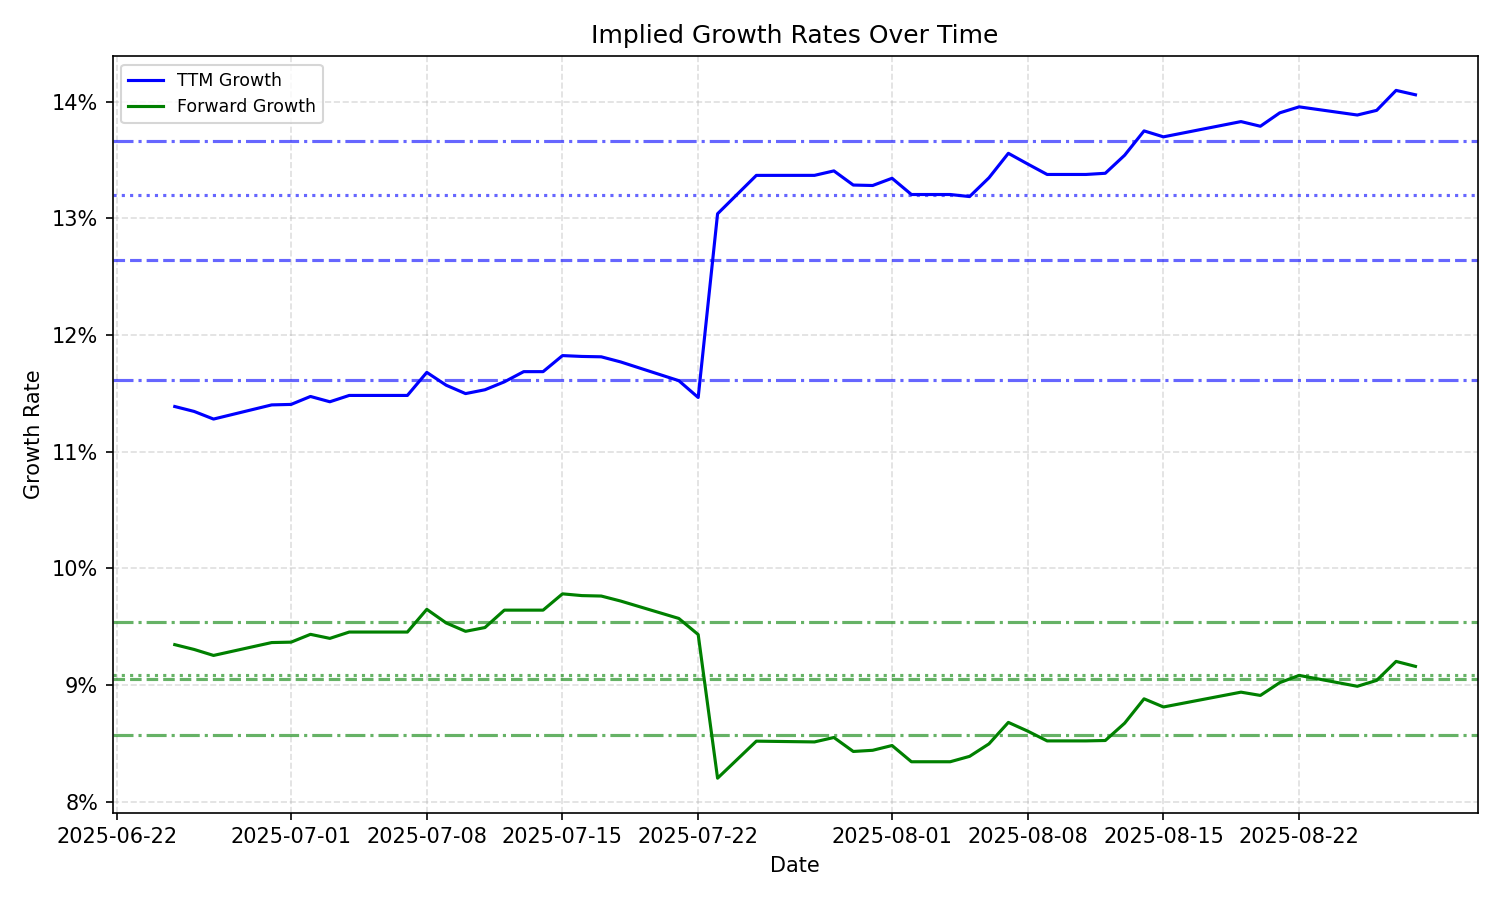 Implied Growth Rates Over Time
TTM Growth
Forward Growth
14%
13%
12%
11%
10%
9%
8%
Growth Rate
2025-06-22 2025-07-01 2025-07-08 2025-07-15 2025-07-22 2025-08-01 2025-08-08 2025-08-15 2025-08-22
Date